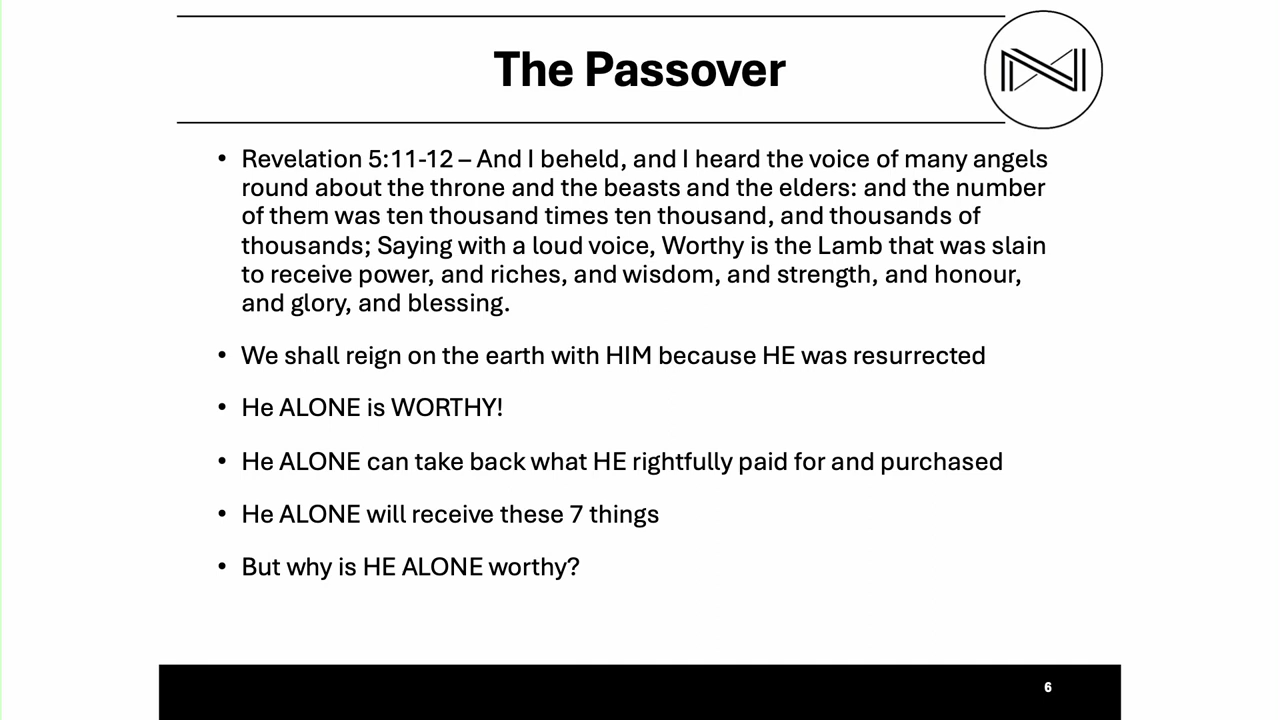 The Passover
• Revelation 5:11-12 – And I beheld, and I heard the voice of many angels
round about the throne and the beasts and the elders: and the number
of them was ten thousand times ten thousand, and thousands of
thousands; Saying with a loud voice, Worthy is the Lamb that was slain
to receive power, and riches, and wisdom, and strength, and honour,
and glory, and blessing.
• We shall reign on the earth with HIM because HE was resurrected
• He ALONE is WORTHY!
• He ALONE can take back what HE rightfully paid for and purchased
• He ALONE will receive these 7 things
• But why is HE ALONE worthy?
6